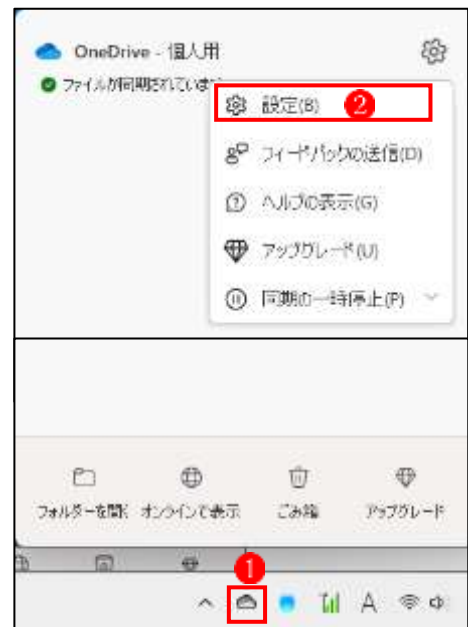 OneDrive - 個人用
ファイルが同期されています
設定(B)
2
フィードバックの送信(D)
ヘルプの表示(G)
アップグレード(U)
同期の一時停止(P)
フォルダーを開く オンラインで表示 ごみ箱 アップグレード
1
A